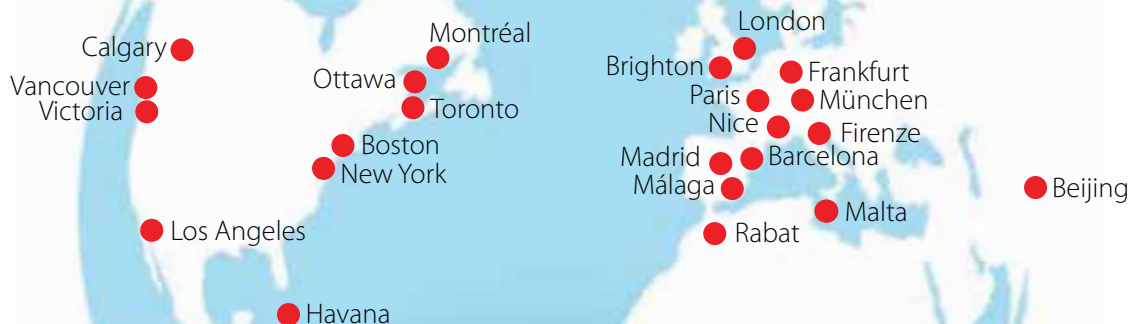 London
Montréal
Calgary
Brighton
Frankfurt
Ottawa
Vancouver
Paris
München
Victoria
Toronto
Nice
Firenze
Boston
Madrid
Barcelona
New York
Málaga
Beijing
Malta
Los Angeles
Rabat
Havana